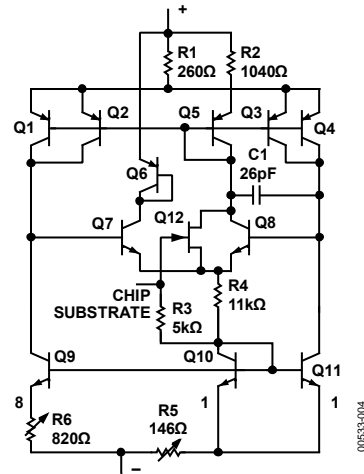 +
R1
260Ω
R2
1040Ω
Q1
Q2
Q5
Q3
Q4
C1
26pF
Q6
Q7
Q12
Q8
CHIP
SUBSTRATE
R3
5kΩ
R4
11kΩ
Q9
Q10
Q11
8
1
1
R6
820Ω
R5
146Ω
–
00533-004